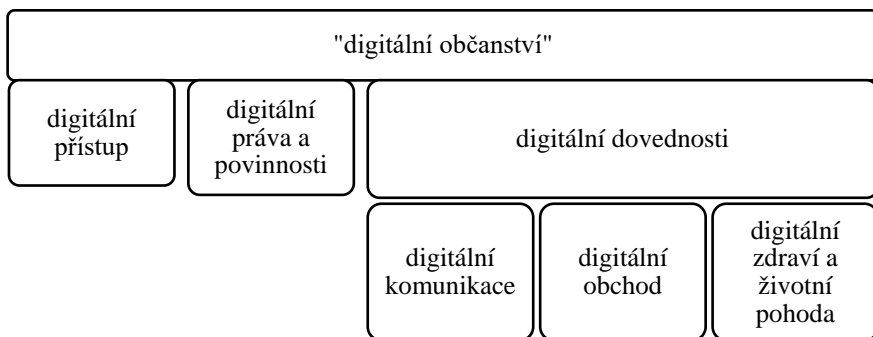 "digitální občanství"
digitální
přístup
digitální
práva a
povinnosti
digitální dovednosti
digitální
komunikace
digitální
obchod
digitální
zdraví a
životní
pohoda